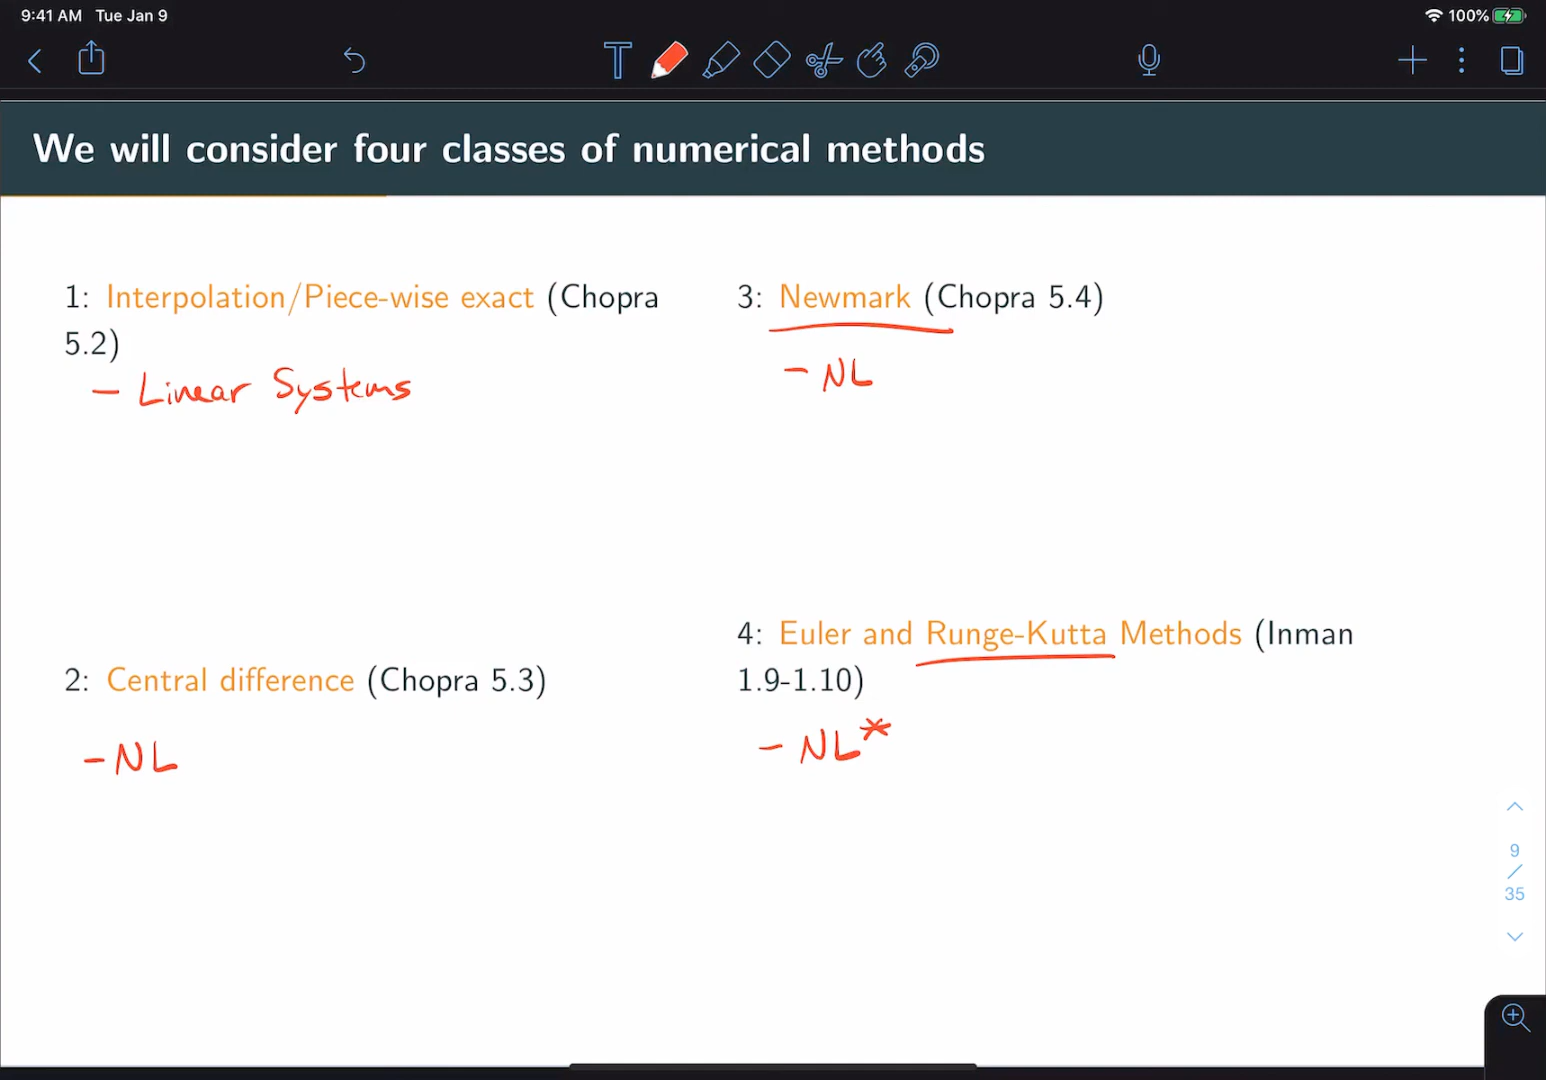 9:41 AM Tue Jan 9
100%
We will consider four classes of numerical methods
1: Interpolation/Piece-wise exact (Chopra
5.2)
- Linear Systems
2: Central difference (Chopra 5.3)
- NL
3: Newmark (Chopra 5.4)
- NL
4: Euler and Runge-Kutta Methods (Inman
1.9-1.10)
- NL*
9
/
35